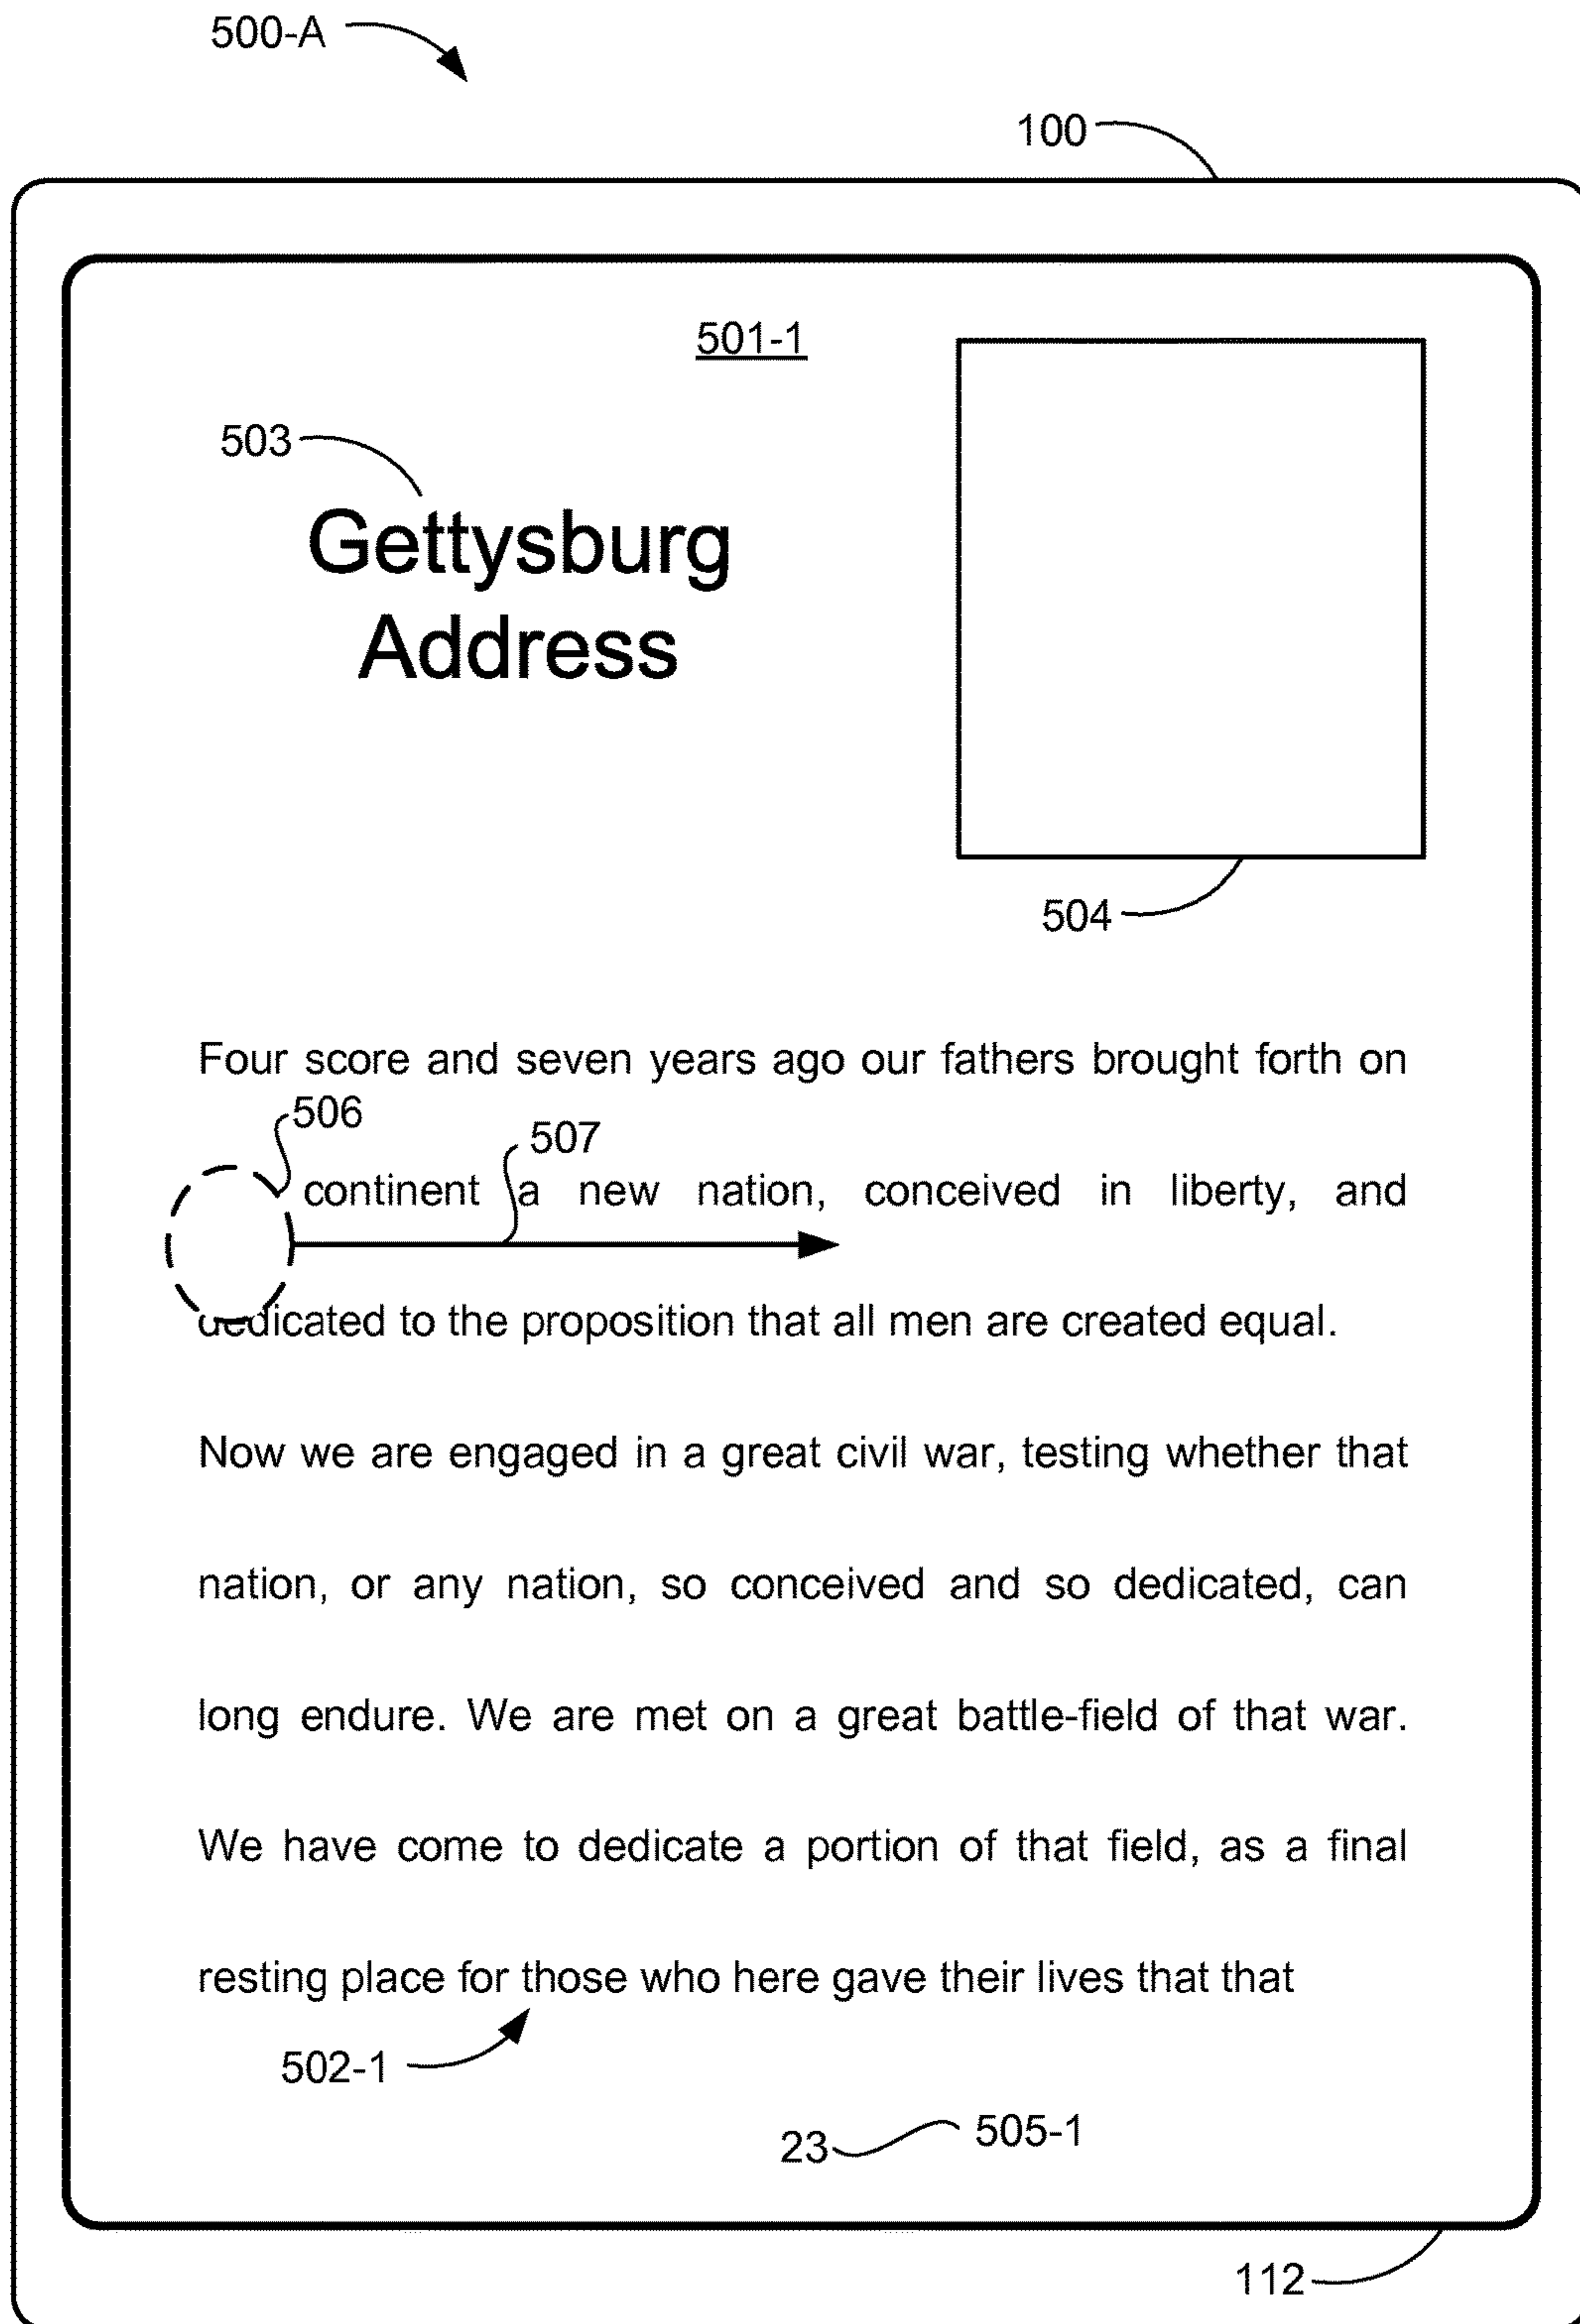 500-A
100
501-1
503
Gettysburg
Address
504
Four score and seven years ago our fathers brought forth on
506
507
continent a new nation, conceived in liberty, and
dedicated to the proposition that all men are created equal.
Now we are engaged in a great civil war, testing whether that
nation, or any nation, so conceived and so dedicated, can
long endure. We are met on a great battle-field of that war.
We have come to dedicate a portion of that field, as a final
resting place for those who here gave their lives that that
502-1
23
505-1
112